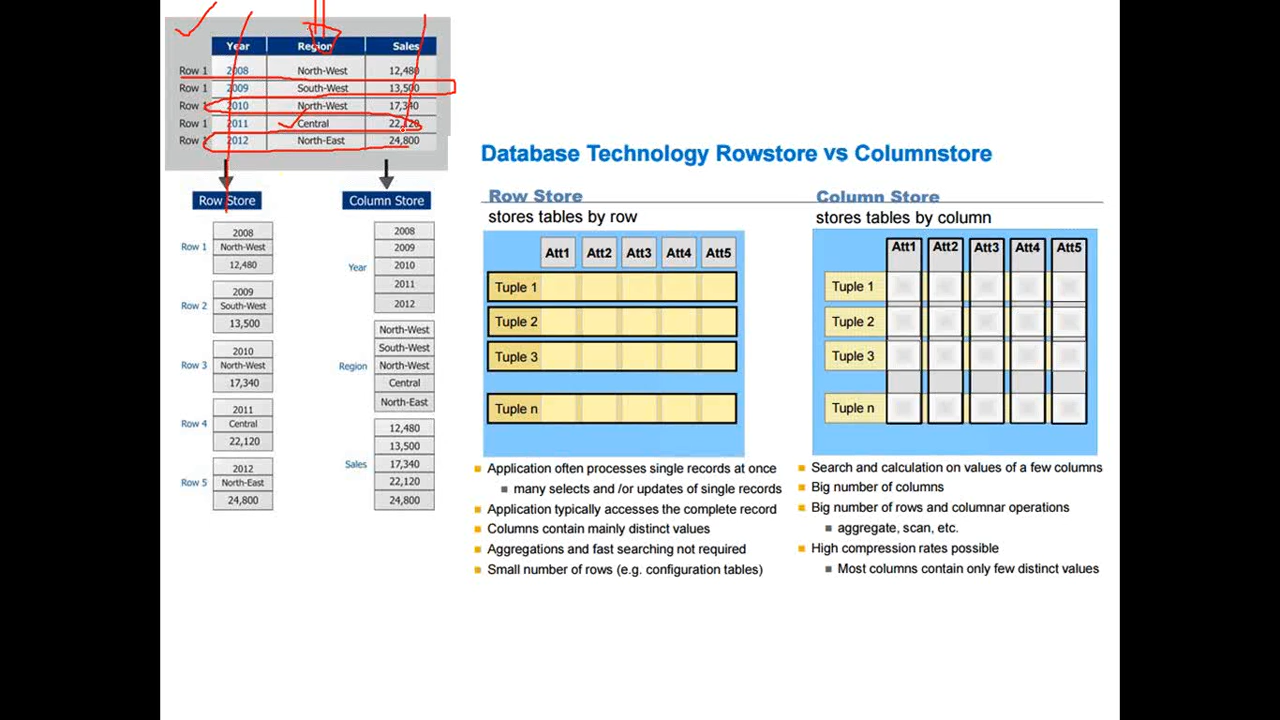 Year Region Sales
Row 1 2008 North-West 12,480
Row 1 2009 South-West 13,500
Row 1 2010 North-West 17,340
Row 1 2011 Central 22,120
Row 1 2012 North-East 24,800
Row Store
Row 1
2008
North-West
12,480
Row 2
2009
South-West
13,500
Row 3
2010
North-West
17,340
Row 4
2011
Central
22,120
Row 5
2012
North-East
24,800
Column Store
Year
2008
2009
2010
2011
2012
Region
North-West
South-West
North-West
Central
North-East
Sales
12,480
13,500
17,340
22,120
24,800
Database Technology Rowstore vs Columnstore
Row Store
stores tables by row
Att1 Att2 Att3 Att4 Att5
Tuple 1
Tuple 2
Tuple 3
Tuple n
Application often processes single records at once
many selects and /or updates of single records
Application typically accesses the complete record
Columns contain mainly distinct values
Aggregations and fast searching not required
Small number of rows (e.g. configuration tables)
Column Store
stores tables by column
Att1 Att2 Att3 Att4 Att5
Tuple 1
Tuple 2
Tuple 3
Tuple n
Search and calculation on values of a few columns
Big number of columns
Big number of rows and columnar operations
aggregate, scan, etc.
High compression rates possible
Most columns contain only few distinct values